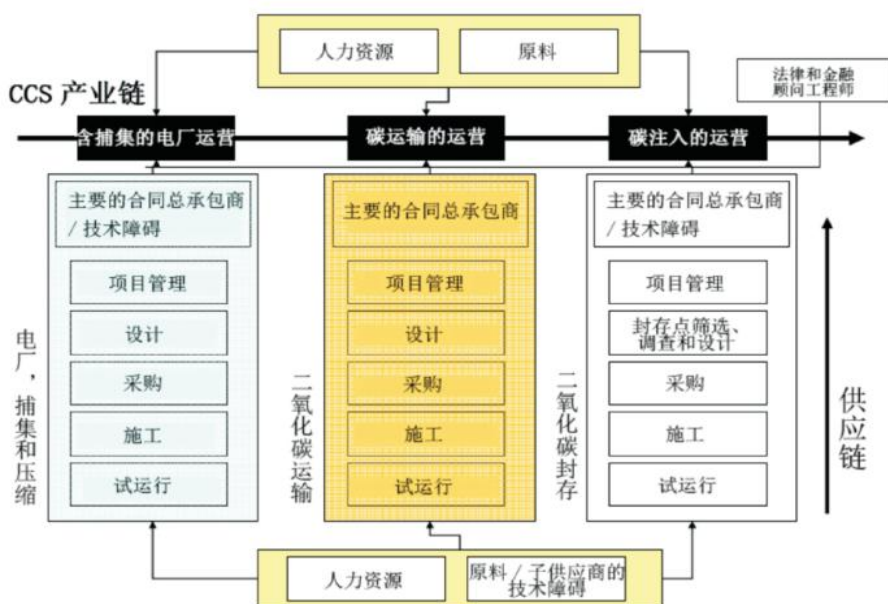 人力资源
原料
法律和金融
顾问工程师
CCS 产业链
含捕集的电厂运营
碳运输的运营
碳注入的运营
主要的合同总承包商
/ 技术障碍
项目管理
设计
采购
施工
试运行
电厂，捕集和压缩
主要的合同总承包商
项目管理
设计
采购
施工
试运行
二氧化碳运输
主要的合同总承包商
/ 技术障碍
项目管理
封存点筛选、
调查和设计
采购
施工
试运行
二氧化碳封存
供应链
人力资源
原料 / 子供应商的
技术障碍